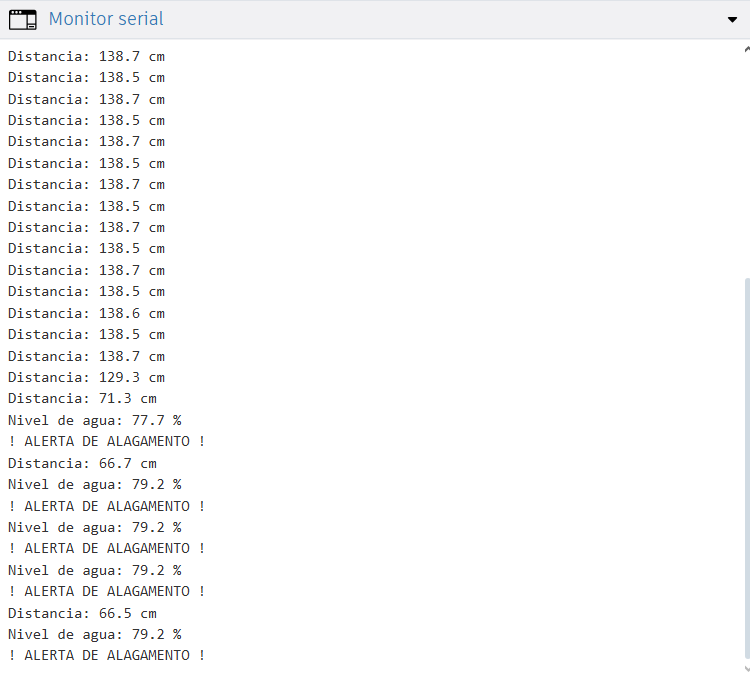 Monitor serial
Distancia: 138.7 cm
Distancia: 138.5 cm
Distancia: 138.7 cm
Distancia: 138.5 cm
Distancia: 138.7 cm
Distancia: 138.5 cm
Distancia: 138.7 cm
Distancia: 138.5 cm
Distancia: 138.7 cm
Distancia: 138.5 cm
Distancia: 138.7 cm
Distancia: 138.5 cm
Distancia: 138.6 cm
Distancia: 138.5 cm
Distancia: 138.7 cm
Distancia: 129.3 cm
Distancia: 71.3 cm
Nivel de agua: 77.7 %
! ALERTA DE ALAGAMENTO !
Distancia: 66.7 cm
Nivel de agua: 79.2 %
! ALERTA DE ALAGAMENTO !
Nivel de agua: 79.2 %
! ALERTA DE ALAGAMENTO !
Nivel de agua: 79.2 %
! ALERTA DE ALAGAMENTO !
Distancia: 66.5 cm
Nivel de agua: 79.2 %
! ALERTA DE ALAGAMENTO !